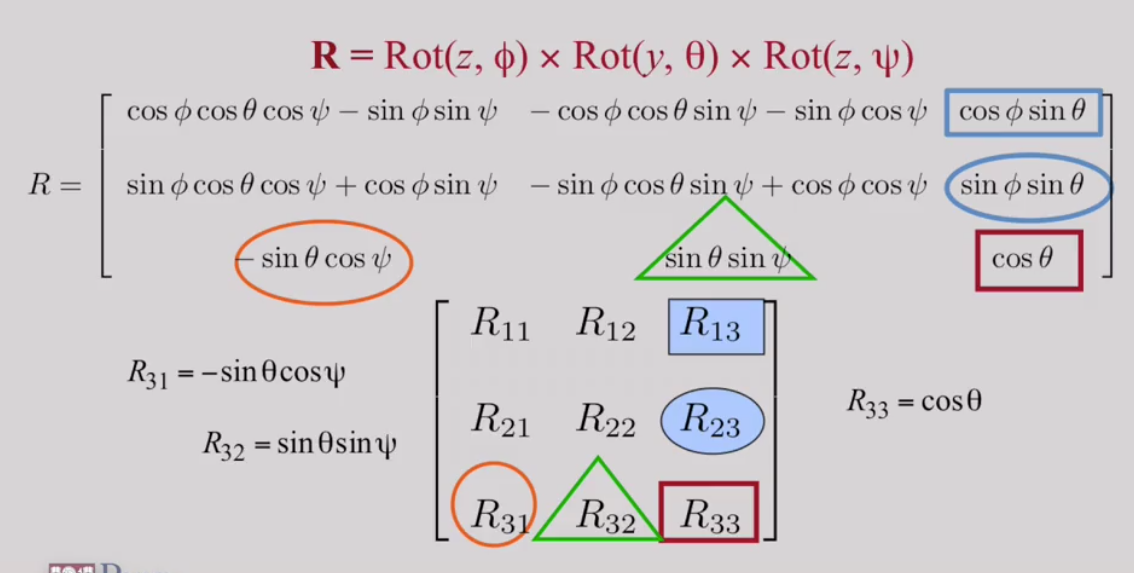 R = Rot(z, ϕ) × Rot(y, θ) × Rot(z, ψ)
cos ϕ cos θ cos ψ − sin ϕ sin ψ − cos ϕ cos θ sin ψ − sin ϕ cos ψ cos ϕ sin θ
R = sin ϕ cos θ cos ψ + cos ϕ sin ψ − sin ϕ cos θ sin ψ + cos ϕ cos ψ sin ϕ sin θ
− sin θ cos ψ sin θ sin ψ cos θ
R₁₁ R₁₂ R₁₃
R₃₁ = −sinθcosψ
R₃₃ = cosθ
R₂₁ R₂₂ R₂₃
R₃₂ = sinθsinψ
R₃₁ R₃₂ R₃₃